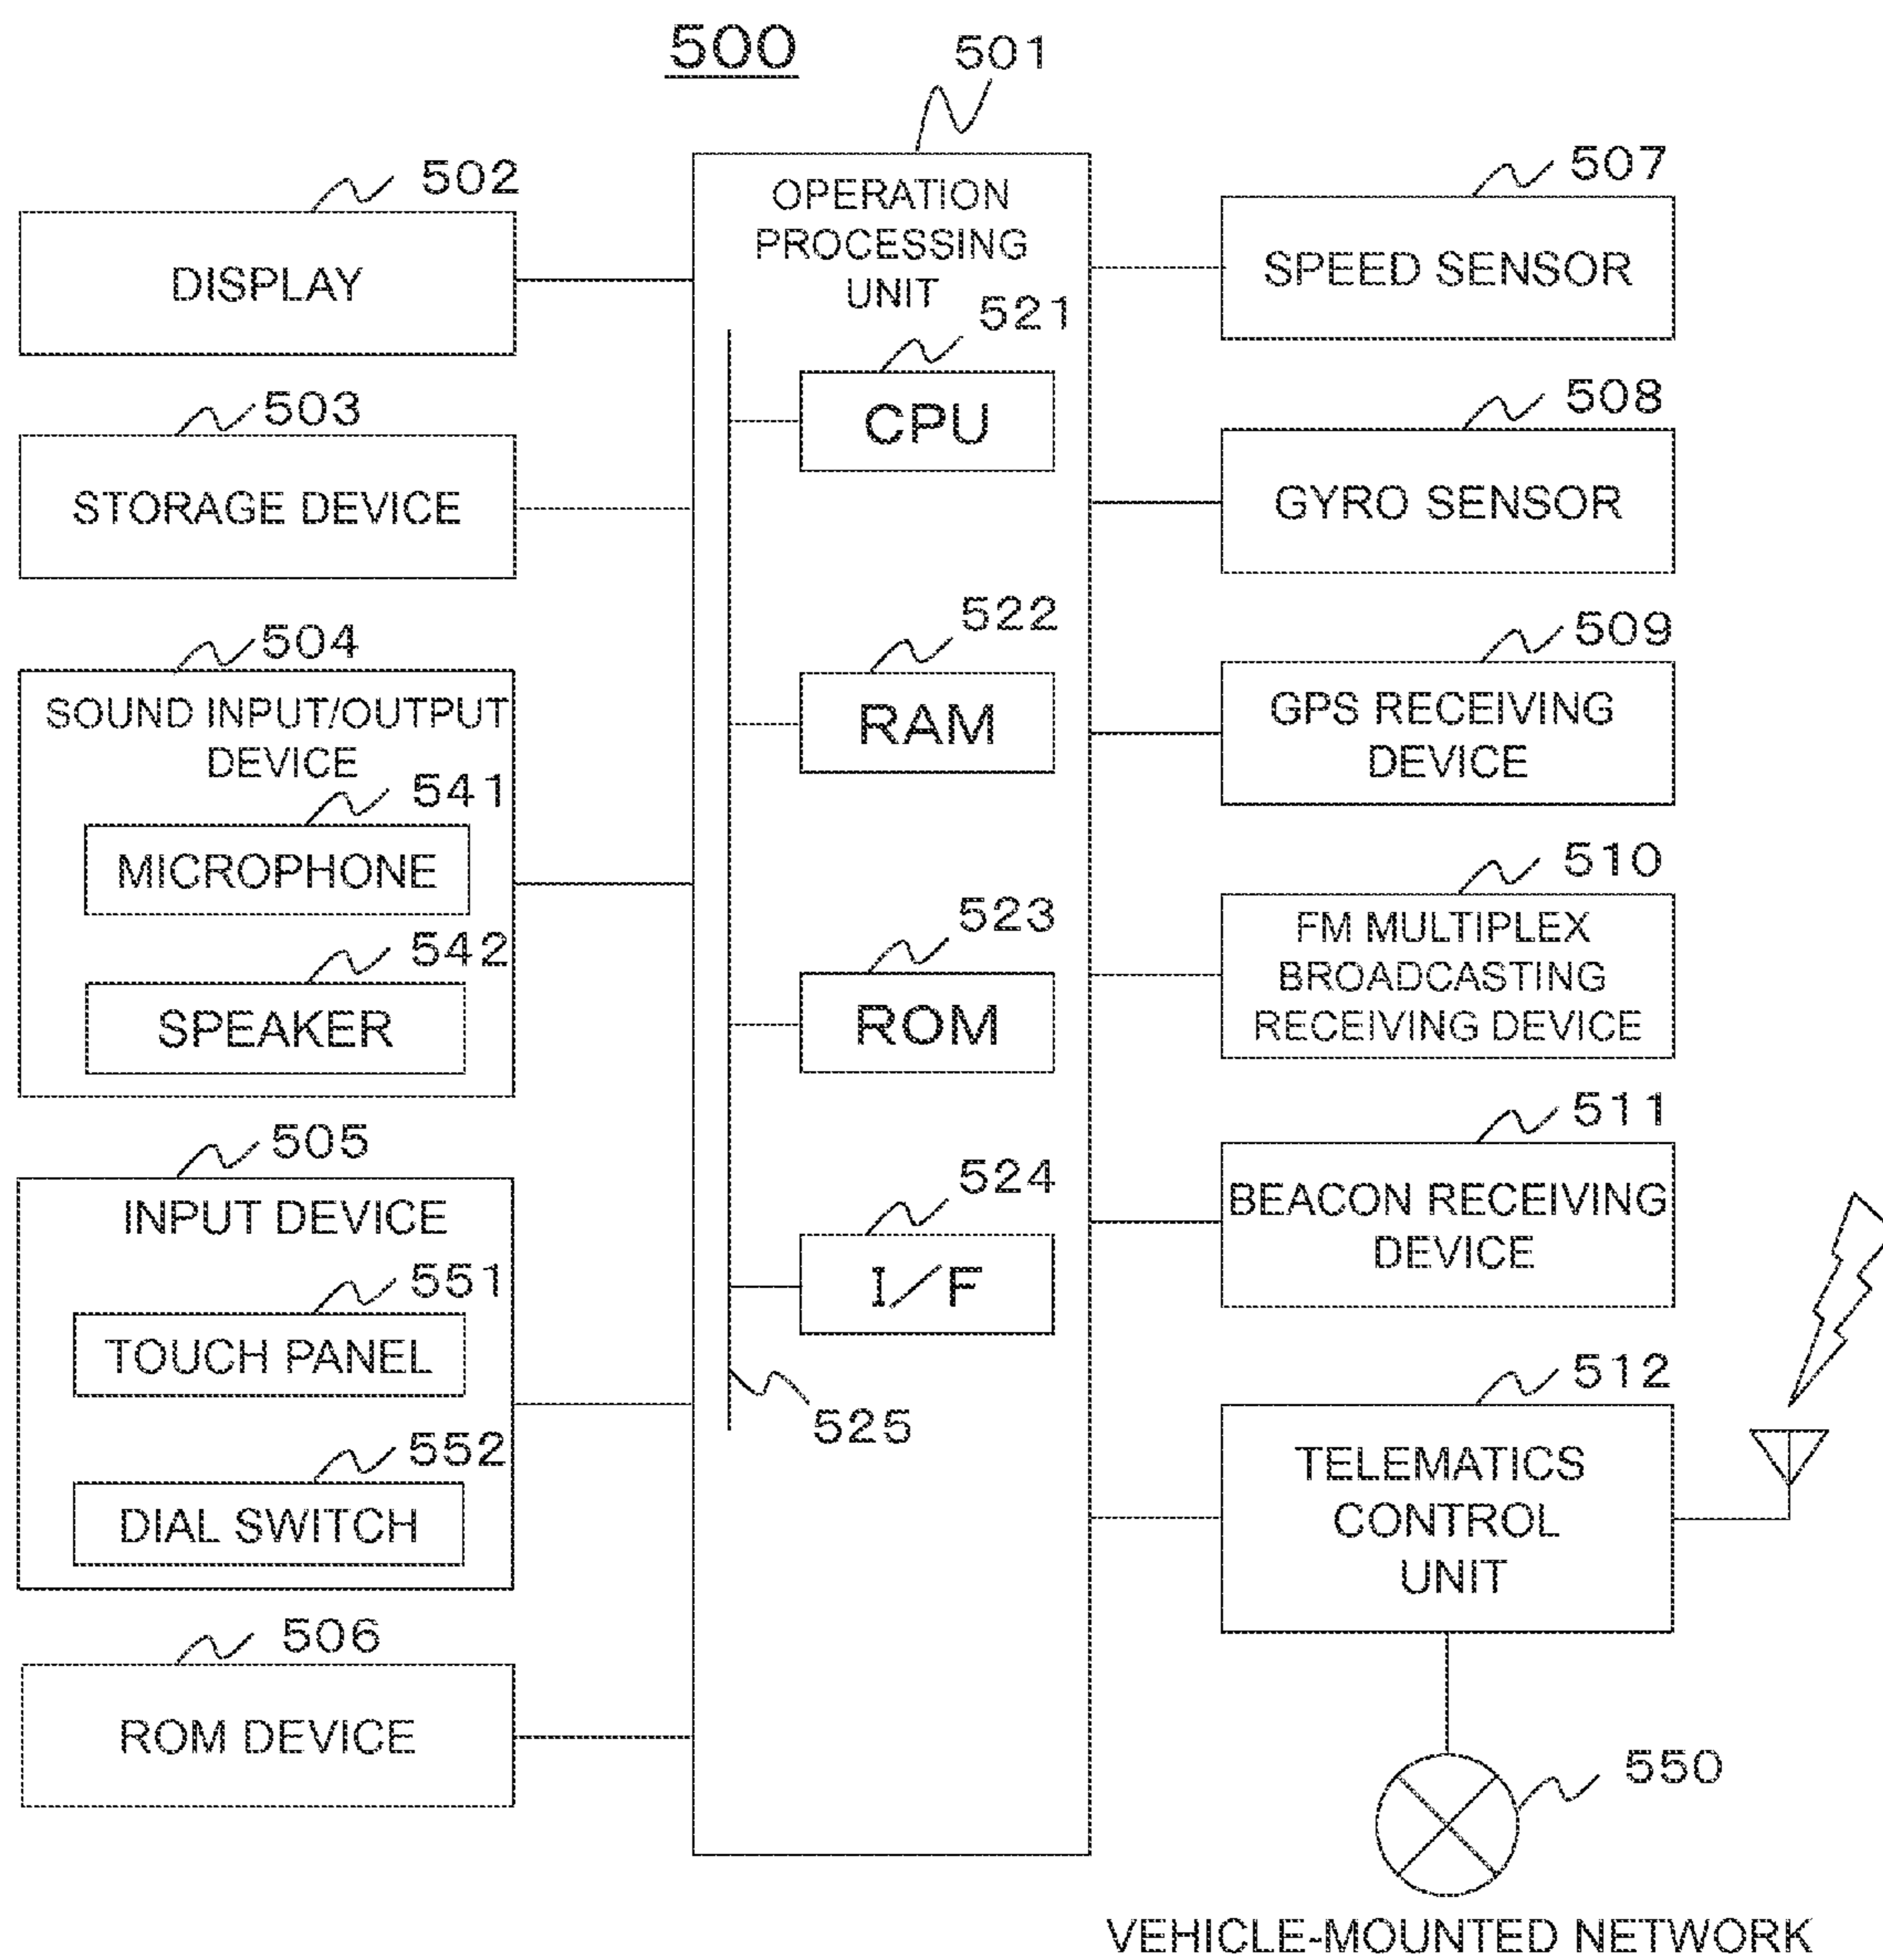 500
501
502
DISPLAY
503
STORAGE DEVICE
504
SOUND INPUT/OUTPUT
DEVICE
541
MICROPHONE
542
SPEAKER
505
INPUT DEVICE
551
TOUCH PANEL
552
DIAL SWITCH
506
ROM DEVICE
OPERATION
PROCESSING
UNIT
521
CPU
522
RAM
523
ROM
524
I/F
525
507
SPEED SENSOR
508
GYRO SENSOR
509
GPS RECEIVING
DEVICE
510
FM MULTIPLEX
BROADCASTING
RECEIVING DEVICE
511
BEACON RECEIVING
DEVICE
512
TELEMATICS
CONTROL
UNIT
550
VEHICLE-MOUNTED NETWORK